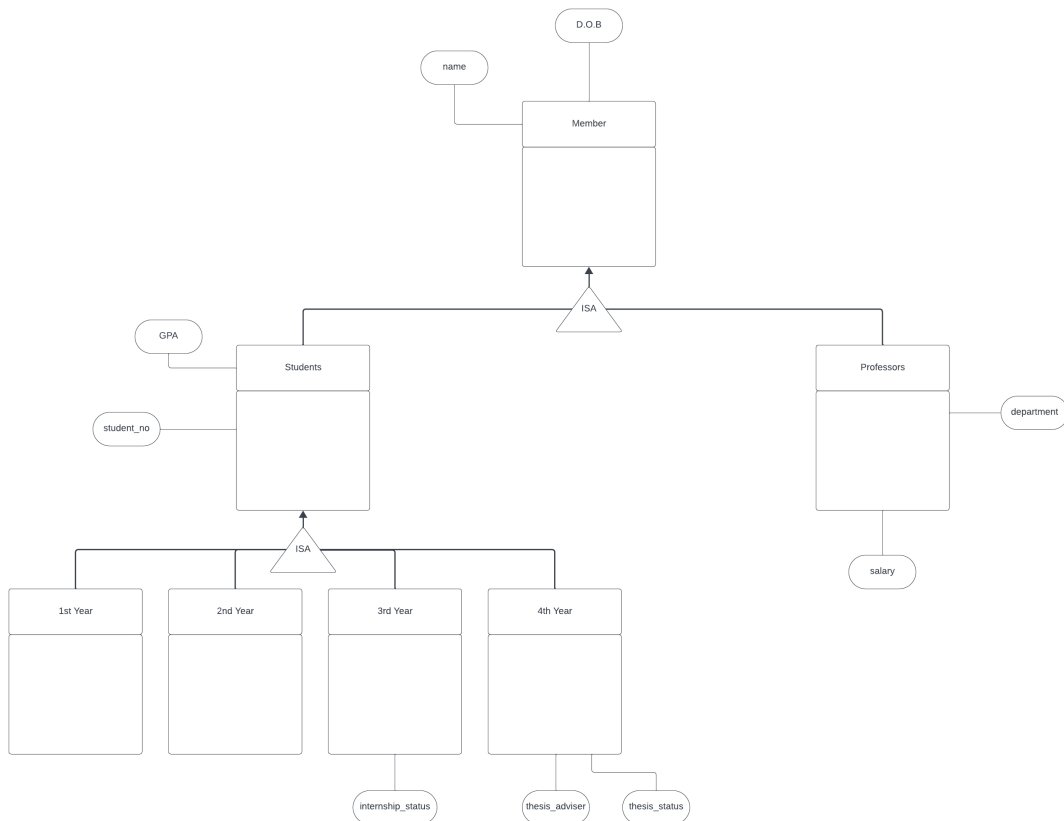 D.O.B
name
Member
ISA
GPA
Students
Professors
student_no
department
ISA
salary
1st Year
2nd Year
3rd Year
4th Year
internship_status
thesis_adviser
thesis_status